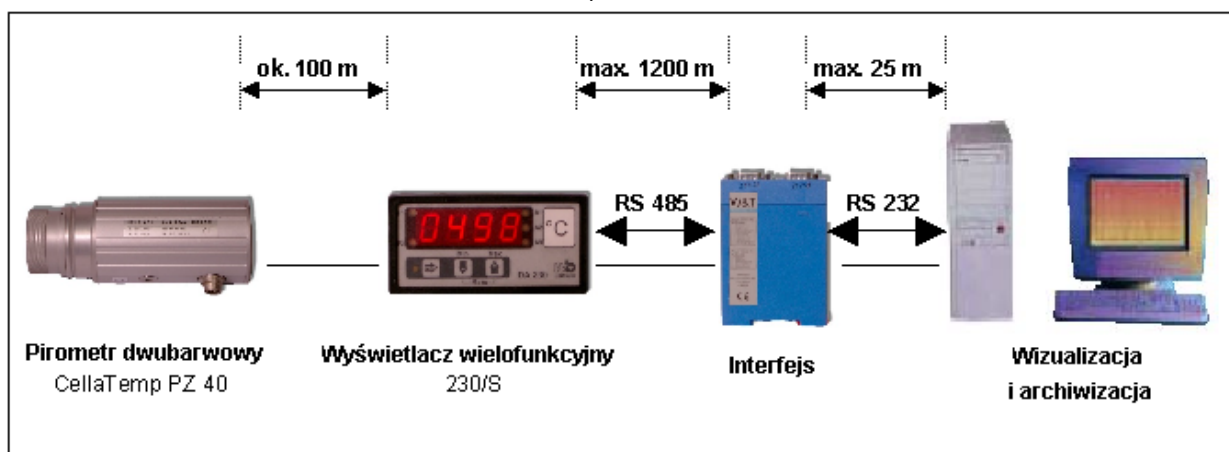 ok. 100 m
max. 1200 m
max. 25 m
RS 485
RS 232
0498
°C
W&T
CE
Pirometr dwubarwowy
CellaTemp PZ 40
Wyświetlacz wielofunkcyjny
230/S
Interfejs
Wizualizacja
i archiwizacja